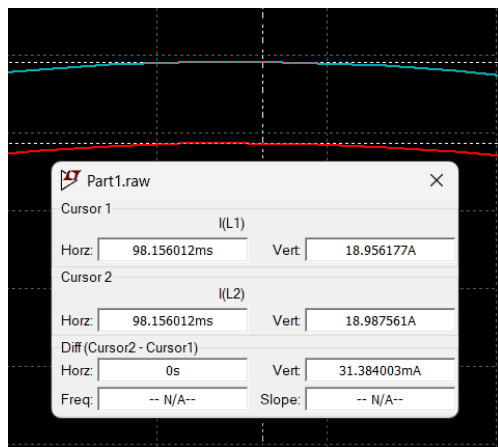 Part1.raw
Cursor 1
I(L1)
Horz: 98.156012ms Vert: 18.956177A
Cursor 2
I(L2)
Horz: 98.156012ms Vert: 18.987561A
Diff (Cursor2 - Cursor1)
Horz: 0s Vert: 31.384003mA
Freq: -- N/A-- Slope: -- N/A--